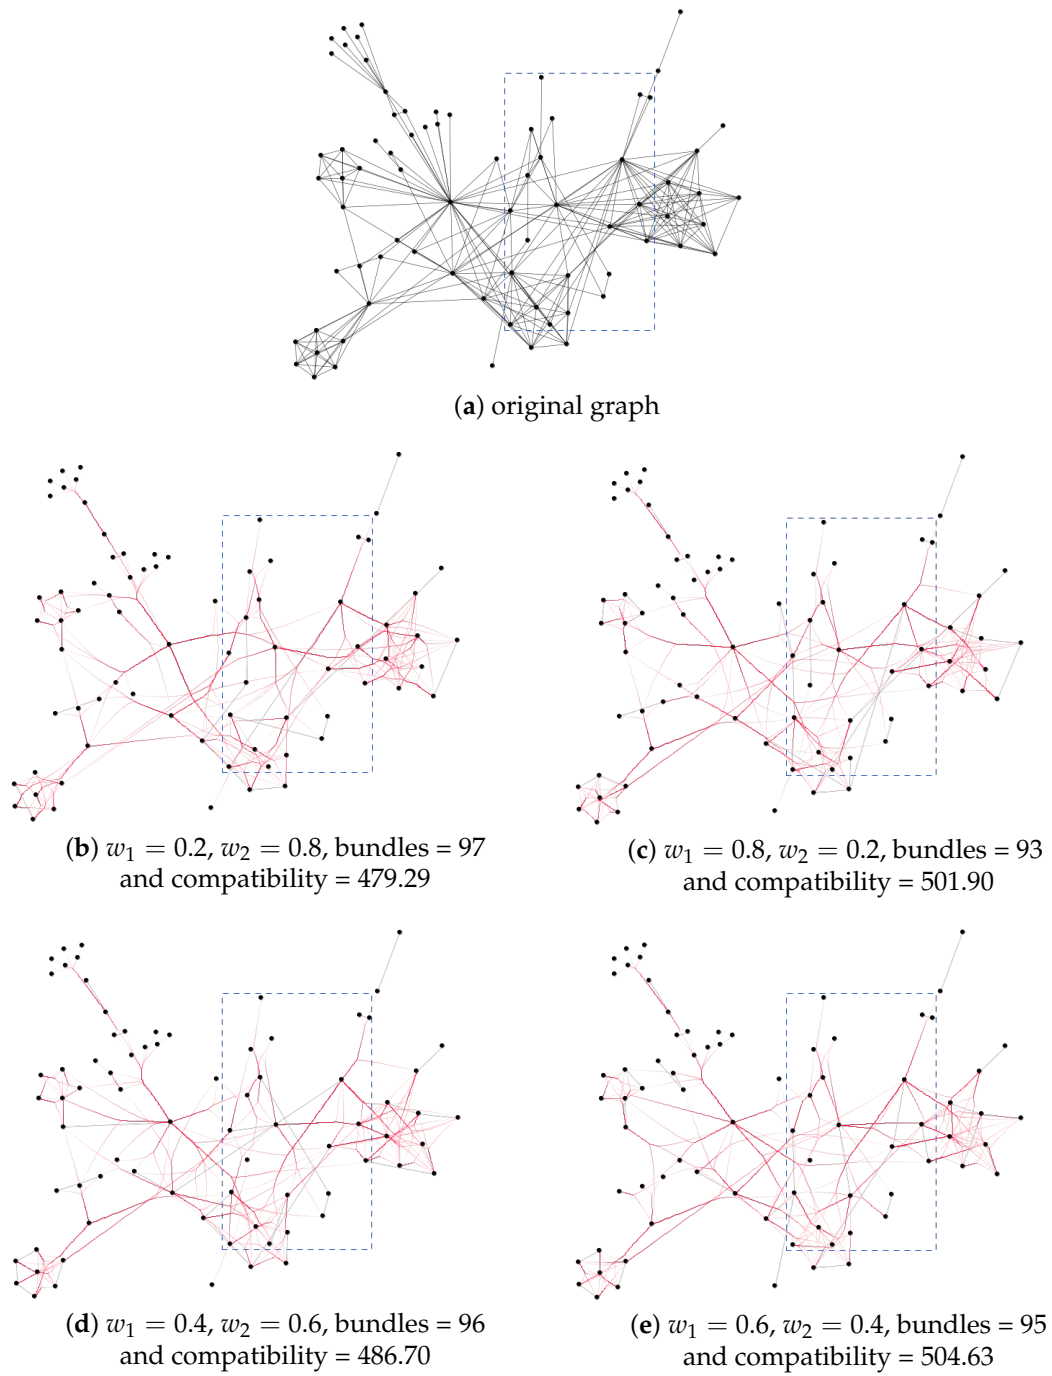 (a) original graph
(b) w₁ = 0.2, w₂ = 0.8, bundles = 97
and compatibility = 479.29
(c) w₁ = 0.8, w₂ = 0.2, bundles = 93
and compatibility = 501.90
(d) w₁ = 0.4, w₂ = 0.6, bundles = 96
and compatibility = 486.70
(e) w₁ = 0.6, w₂ = 0.4, bundles = 95
and compatibility = 504.63